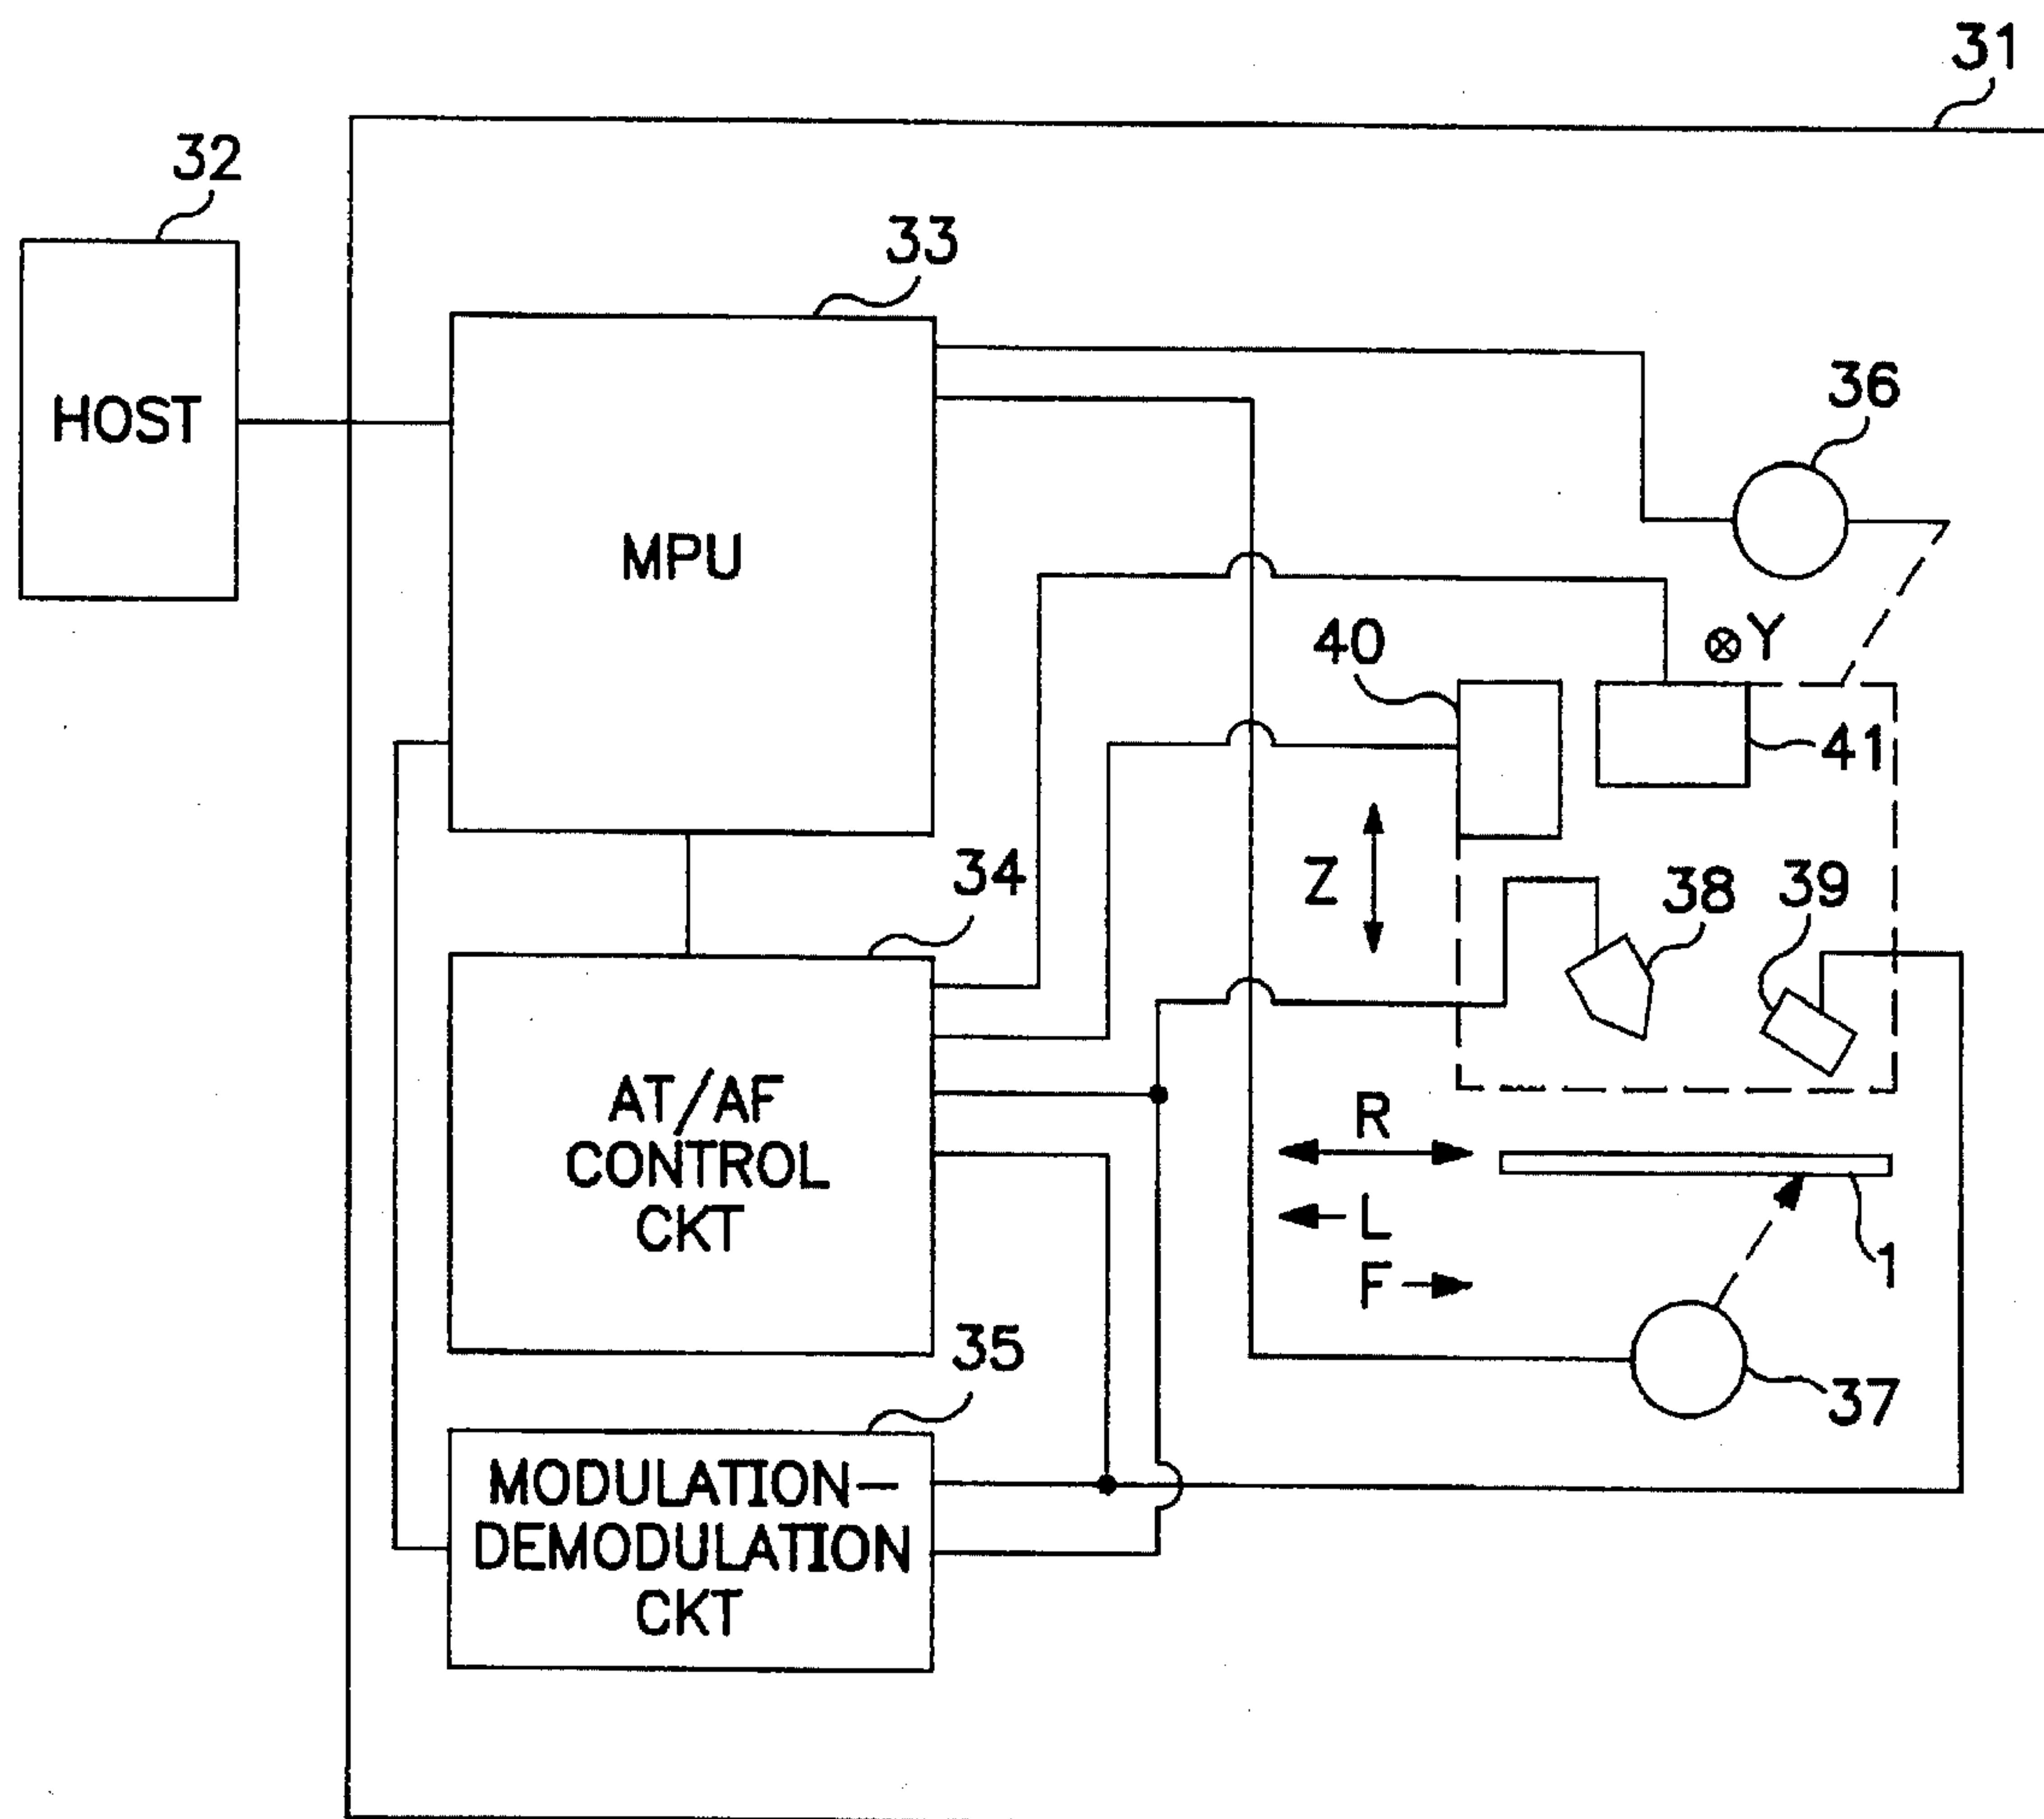 31
32
33
HOST
36
MPU
⊗Y
40
41
34
Z
38
39
AT/AF
CONTROL
CKT
R
L
F
1
35
37
MODULATION-
DEMODULATION
CKT